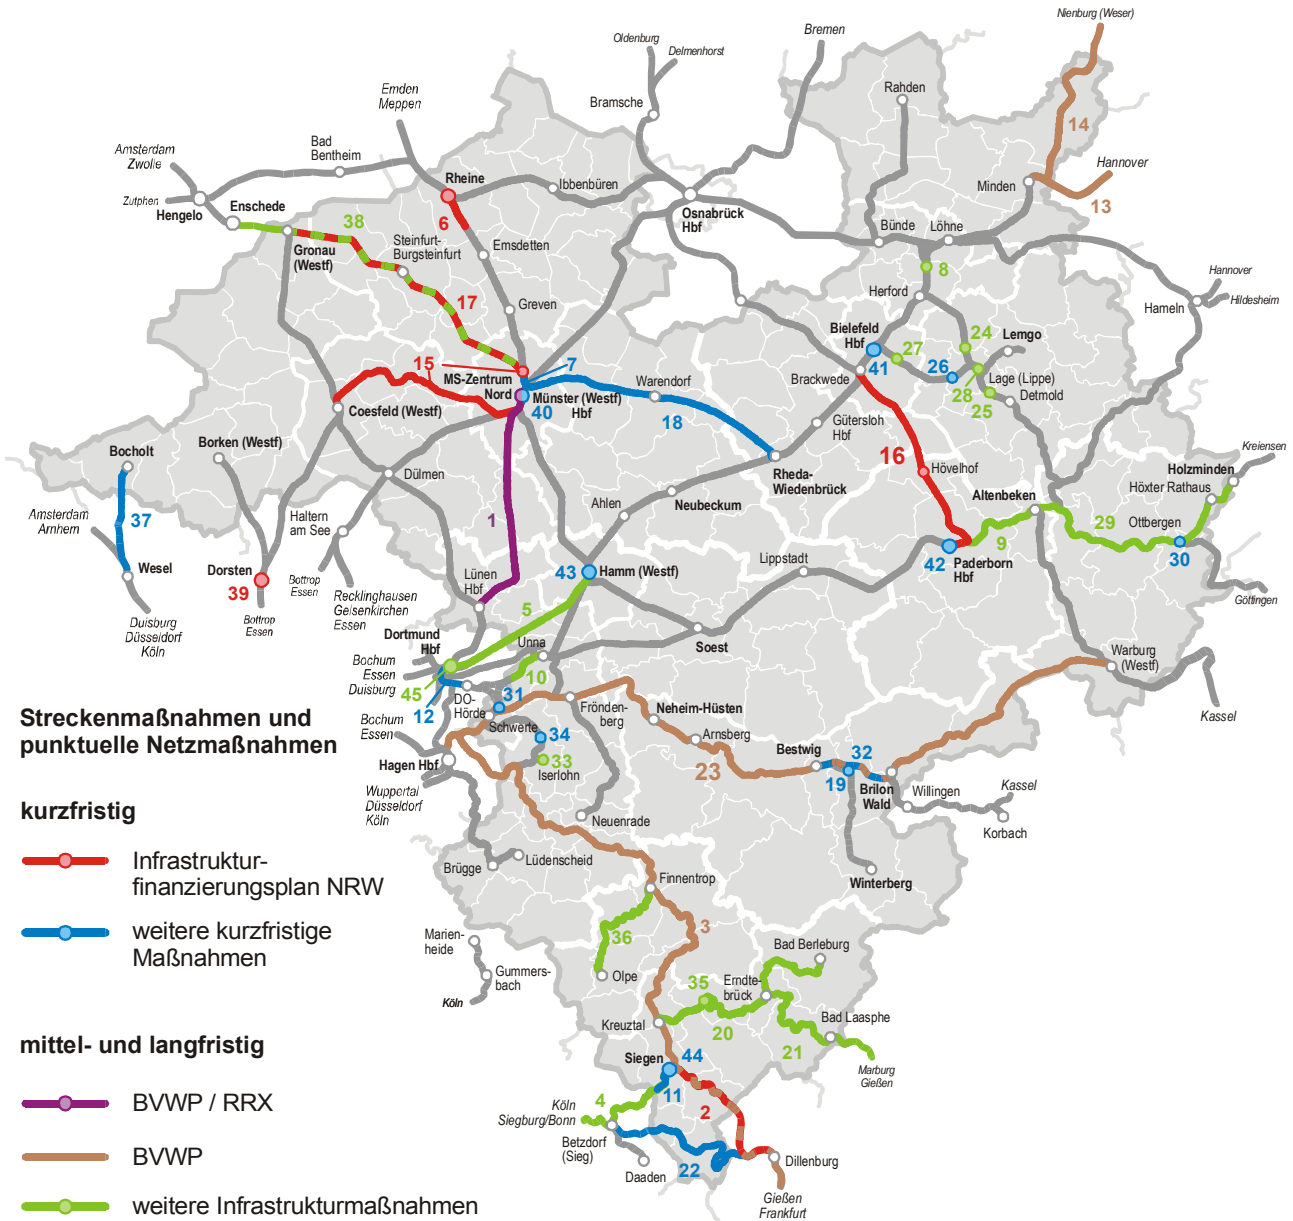 Nienburg (Weser)
Oldenburg
Delmenhorst
Bremen
Emden
Meppen
Bramsche
Rahden
14
Amsterdam
Zwolle
Bad
Bentheim
Hannover
Rheine
Ibbenbüren
Minden
Zutphen
Hengelo
Enschede
13
38
6
Osnabrück
Hbf
Bünde
Löhne
Gronau
(Westf)
Steinfurt-
Burgsteinfurt
Emsdetten
8
Hannover
Hildesheim
Herford
Hameln
17
Greven
Bielefeld
Hbf
24
Lemgo
27
15
7
41
26
MS-Zentrum
Nord
Warendorf
Brackwede
28
Lage (Lippe)
Detmold
25
Münster (Westf)
Hbf
40
18
Coesfeld (Westf)
Gütersloh
Hbf
Borken (Westf)
Bocholt
Kreiensen
16
Hövelhof
Holzminden
Höxter Rathaus
Dülmen
Rheda-
Wiedenbrück
Altenbeken
Ahlen
Neubeckum
Amsterdam
Arnhem
37
Haltern
am See
1
29
Ottbergen
9
30
Wesel
Dorsten
39
Bottrop
Essen
Lünen
Hbf
43
Hamm (Westf)
Lippstadt
42
Paderborn
Hbf
Göttingen
Recklinghausen
Gelsenkirchen
Essen
Bottrop
Essen
Duisburg
Düsseldorf
Köln
5
Dortmund
Hbf
Unna
Soest
Warburg
(Westf)
Bochum
Essen
Duisburg
45
10
12
DO-
Hörde
31
Fröndenberg
Neheim-Hüsten
Kassel
Streckenmaßnahmen und
punktuelle Netzmaßnahmen
Bochum
Essen
Schwerte
34
Arnsberg
Bestwig
32
33
Iserlohn
23
19
Hagen Hbf
Brilon
Wald
Willingen
Kassel
Wuppertal
Düsseldorf
Köln
Korbach
kurzfristig
Neuenrade
Infrastruktur-
finanzierungsplan NRW
Brügge
Lüdenscheid
Finnentrop
Winterberg
weitere kurzfristige
Maßnahmen
Marien-
heide
36
3
Bad Berleburg
Gummers-
bach
Olpe
35
Erndte-
brück
Köln
Kreuztal
20
Bad Laasphe
mittel- und langfristig
21
Siegen
44
Marburg
Gießen
11
BVWP / RRX
Köln
Siegburg/Bonn
4
2
Betzdorf
(Sieg)
BVWP
Daaden
22
Dillenburg
Gießen
Frankfurt
weitere Infrastrukturmaßnahmen